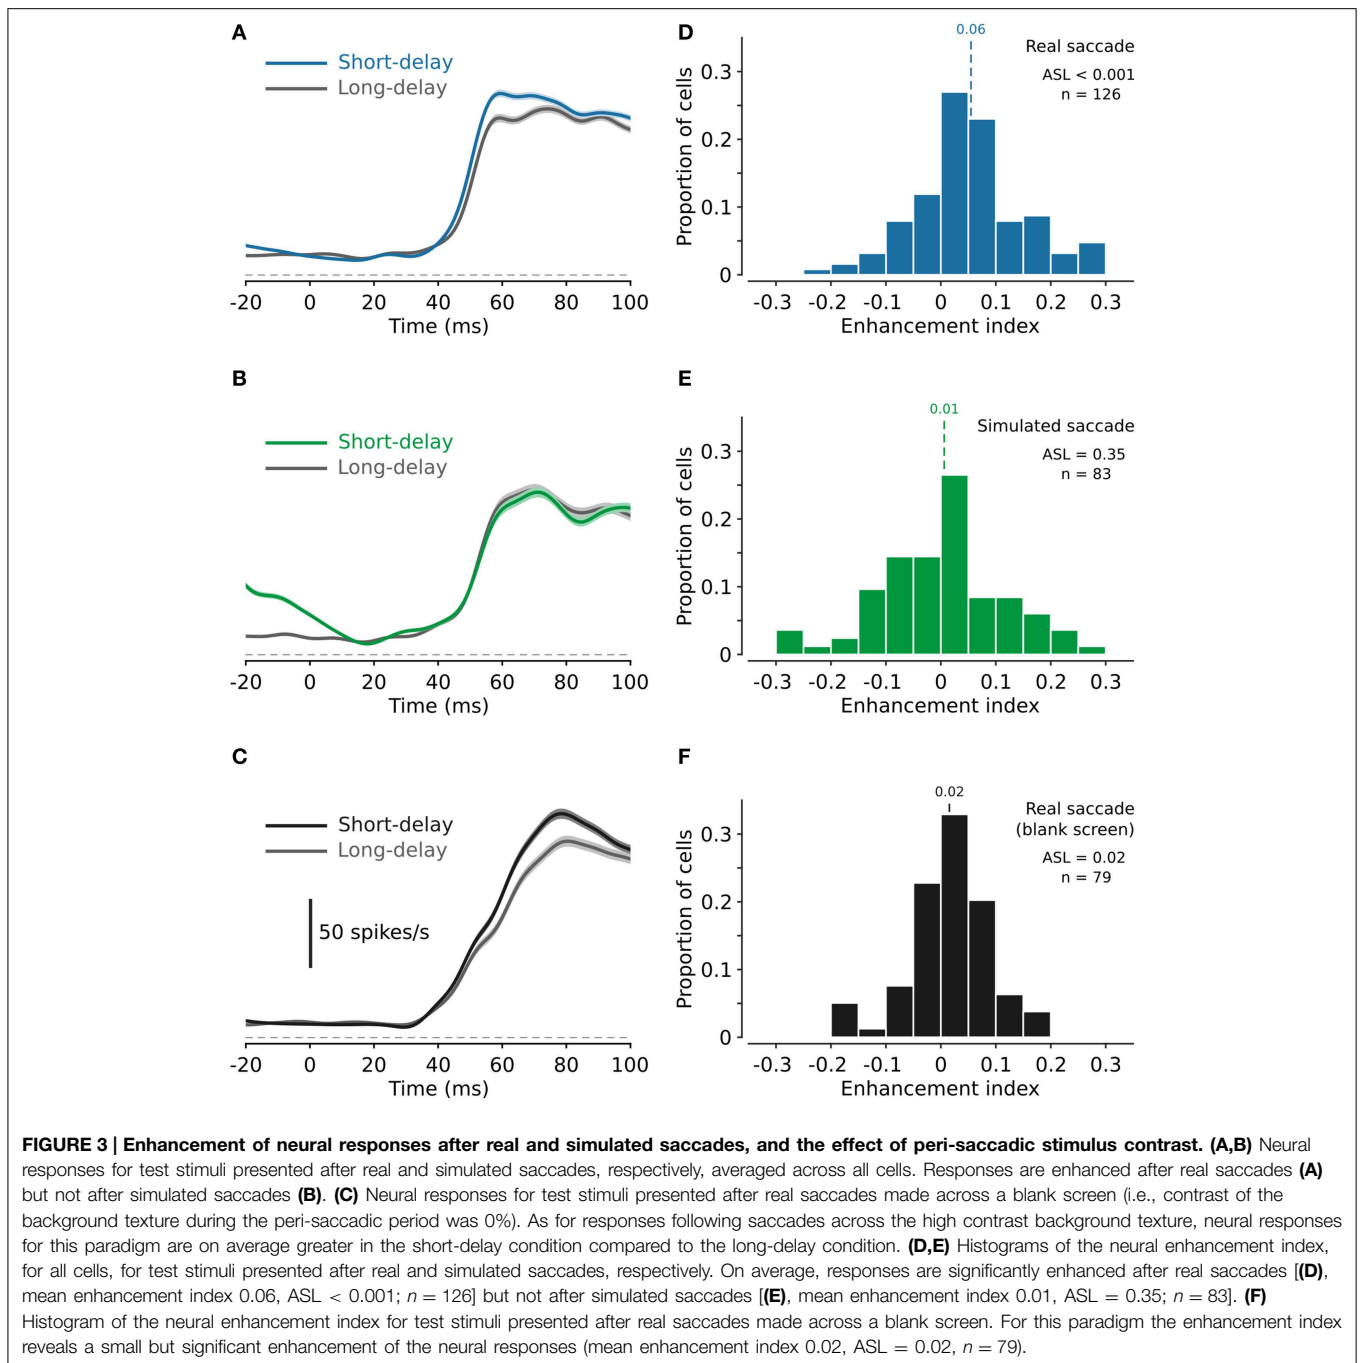 A
Short-delay
Long-delay
-20 0 20 40 60 80 100
Time (ms)
D
0.06
Real saccade
ASL < 0.001
n = 126
Proportion of cells
0.3
0.2
0.1
0
-0.3 -0.2 -0.1 0 0.1 0.2 0.3
Enhancement index
B
Short-delay
Long-delay
-20 0 20 40 60 80 100
Time (ms)
E
0.01
Simulated saccade
ASL = 0.35
n = 83
Proportion of cells
0.3
0.2
0.1
0
-0.3 -0.2 -0.1 0 0.1 0.2 0.3
Enhancement index
C
Short-delay
Long-delay
50 spikes/s
-20 0 20 40 60 80 100
Time (ms)
F
0.02
Real saccade
(blank screen)
ASL = 0.02
n = 79
Proportion of cells
0.3
0.2
0.1
0
-0.3 -0.2 -0.1 0 0.1 0.2 0.3
Enhancement index
FIGURE 3 | Enhancement of neural responses after real and simulated saccades, and the effect of peri-saccadic stimulus contrast. (A,B) Neural
responses for test stimuli presented after real and simulated saccades, respectively, averaged across all cells. Responses are enhanced after real saccades (A)
but not after simulated saccades (B). (C) Neural responses for test stimuli presented after real saccades made across a blank screen (i.e., contrast of the
background texture during the peri-saccadic period was 0%). As for responses following saccades across the high contrast background texture, neural responses
for this paradigm are on average greater in the short-delay condition compared to the long-delay condition. (D,E) Histograms of the neural enhancement index,
for all cells, for test stimuli presented after real and simulated saccades, respectively. On average, responses are significantly enhanced after real saccades [(D),
mean enhancement index 0.06, ASL < 0.001; n = 126] but not after simulated saccades [(E), mean enhancement index 0.01, ASL = 0.35; n = 83]. (F)
Histogram of the neural enhancement index for test stimuli presented after real saccades made across a blank screen. For this paradigm the enhancement index
reveals a small but significant enhancement of the neural responses (mean enhancement index 0.02, ASL = 0.02, n = 79).